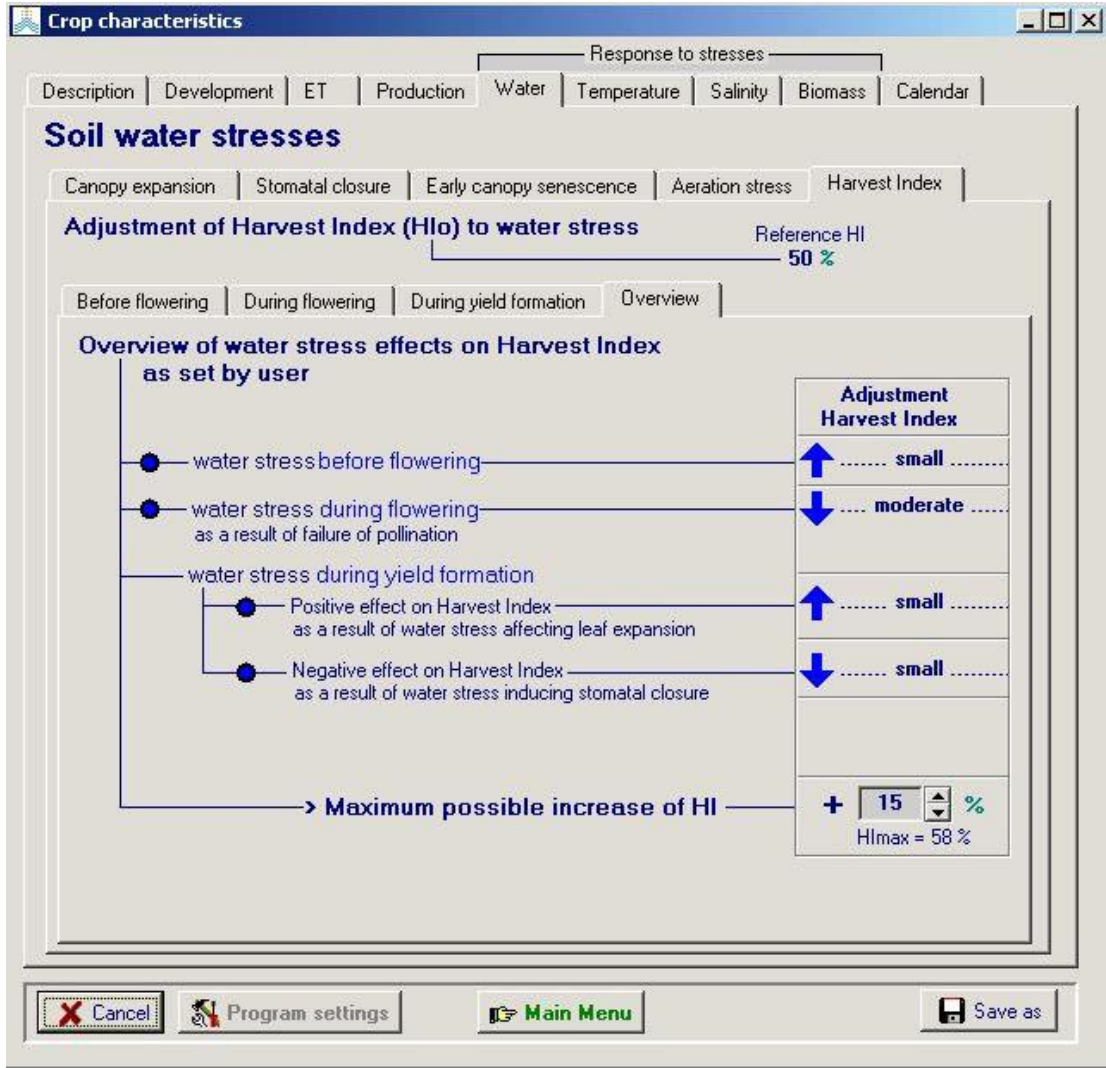 Crop characteristics
Response to stresses
Description Development ET Production Water Temperature Salinity Biomass Calendar
Soil water stresses
Canopy expansion Stomatal closure Early canopy senescence Aeration stress Harvest Index
Adjustment of Harvest Index (HIo) to water stress
Reference HI
50 %
Before flowering During flowering During yield formation Overview
Overview of water stress effects on Harvest Index
as set by user
Adjustment
Harvest Index
water stress before flowering ....... small .........
water stress during flowering .... moderate ......
as a result of failure of pollination
water stress during yield formation
Positive effect on Harvest Index ....... small .........
as a result of water stress affecting leaf expansion
Negative effect on Harvest Index ....... small .........
as a result of water stress inducing stomatal closure
> Maximum possible increase of HI + 15 %
HImax = 58 %
Cancel Program settings Main Menu Save as